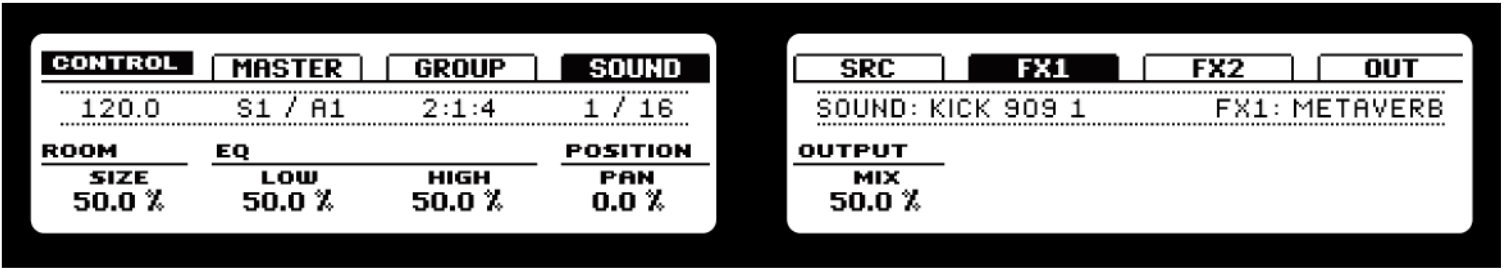 CONTROL MASTER GROUP SOUND
120.0 S1 / A1 2:1:4 1 / 16
ROOM EQ POSITION
SIZE LOW HIGH PAN
50.0 % 50.0 % 50.0 % 0.0 %
SRC FX1 FX2 OUT
SOUND: KICK 909 1 FX1: METAVERB
OUTPUT
MIX
50.0 %